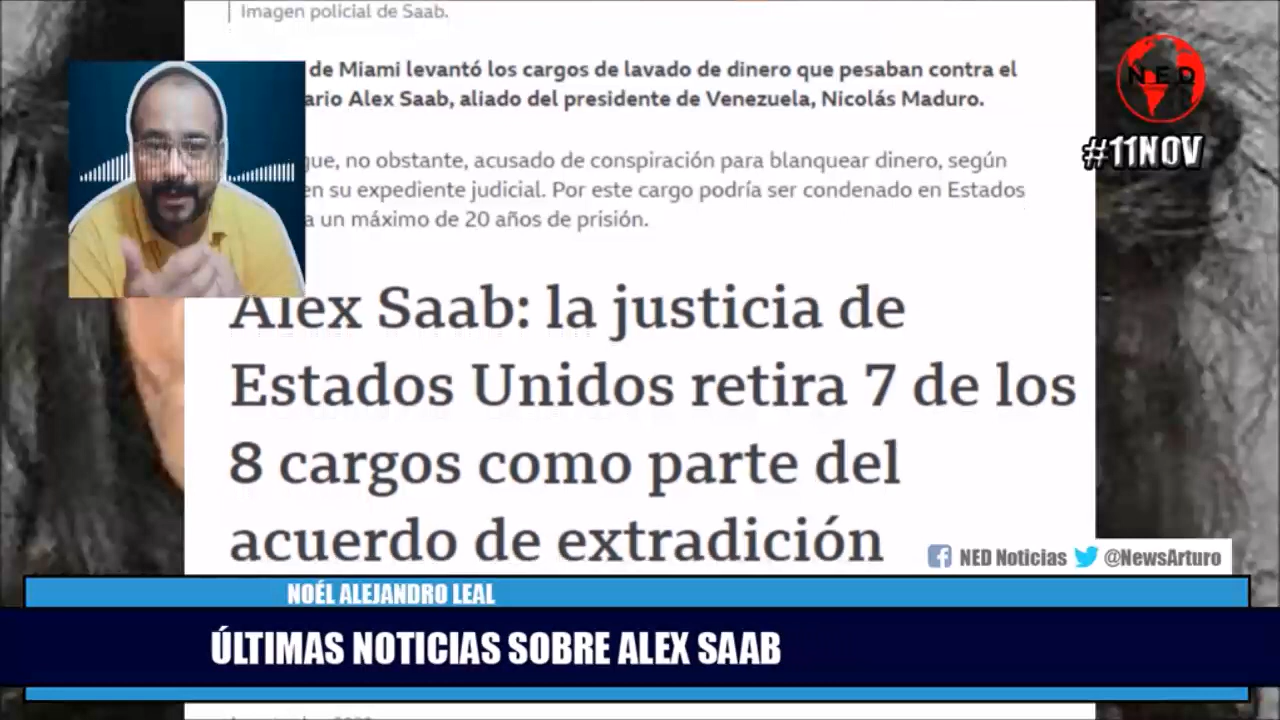 Imagen policial de Saab.
de Miami levantó los cargos de lavado de dinero que pesaban contra el
ario Alex Saab, aliado del presidente de Venezuela, Nicolás Maduro.
gue, no obstante, acusado de conspiración para blanquear dinero, según
en su expediente judicial. Por este cargo podría ser condenado en Estados
a un máximo de 20 años de prisión.
Alex Saab: la justicia de
Estados Unidos retira 7 de los
8 cargos como parte del
acuerdo de extradición
NED
#11NOV
NED Noticias @NewsArturo
NOÉL ALEJANDRO LEAL
ÚLTIMAS NOTICIAS SOBRE ALEX SAAB